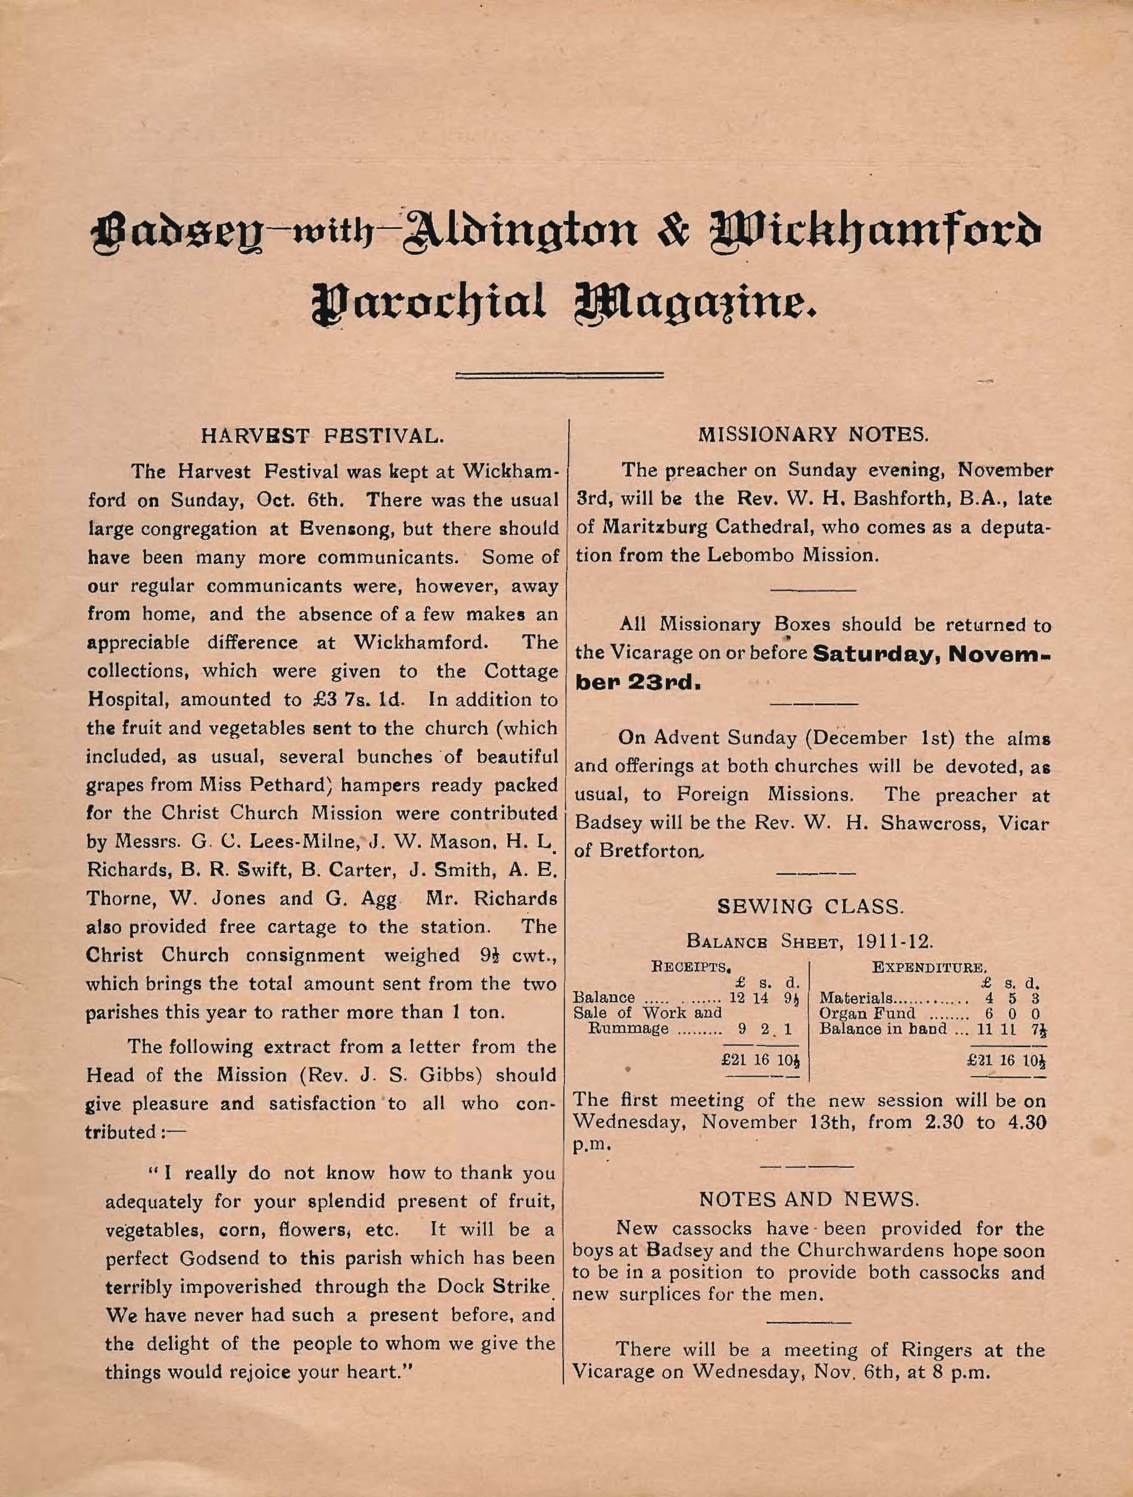 Badsey-with-Aldington & Wickhamford
Parochial Magazine.
HARVEST FESTIVAL.
The Harvest Festival was kept at Wickham-
ford on Sunday, Oct. 6th. There was the usual
large congregation at Evensong, but there should
have been many more communicants. Some of
our regular communicants were, however, away
from home, and the absence of a few makes an
appreciable difference at Wickhamford. The
collections, which were given to the Cottage
Hospital, amounted to £3 7s. 1d. In addition to
the fruit and vegetables sent to the church (which
included, as usual, several bunches of beautiful
grapes from Miss Pethard) hampers ready packed
for the Christ Church Mission were contributed
by Messrs. G. C. Lees-Milne, J. W. Mason, H. L.
Richards, B. R. Swift, B. Carter, J. Smith, A. E.
Thorne, W. Jones and G. Agg Mr. Richards
also provided free cartage to the station. The
Christ Church consignment weighed 9½ cwt.,
which brings the total amount sent from the two
parishes this year to rather more than 1 ton.
The following extract from a letter from the
Head of the Mission (Rev. J. S. Gibbs) should
give pleasure and satisfaction to all who con-
tributed :—
"I really do not know how to thank you
adequately for your splendid present of fruit,
vegetables, corn, flowers, etc. It will be a
perfect Godsend to this parish which has been
terribly impoverished through the Dock Strike.
We have never had such a present before, and
the delight of the people to whom we give the
things would rejoice your heart."
MISSIONARY NOTES.
The preacher on Sunday evening, November
3rd, will be the Rev. W. H. Bashforth, B.A., late
of Maritzburg Cathedral, who comes as a deputa-
tion from the Lebombo Mission.
All Missionary Boxes should be returned to
the Vicarage on or before Saturday, Novem-
ber 23rd.
On Advent Sunday (December 1st) the alms
and offerings at both churches will be devoted, as
usual, to Foreign Missions. The preacher at
Badsey will be the Rev. W. H. Shawcross, Vicar
of Bretforton.
SEWING CLASS.
BALANCE SHEET, 1911-12.
RECEIPTS.
£ s. d.
Balance ..... . ....... 12 14 9½
Sale of Work and
Rummage ......... 9 2 1
£21 16 10½
EXPENDITURE.
£ s. d.
Materials............. 4 5 3
Organ Fund ........ 6 0 0
Balance in hand ... 11 11 7½
£21 16 10½
The first meeting of the new session will be on
Wednesday, November 13th, from 2.30 to 4.30
p.m.
NOTES AND NEWS.
New cassocks have been provided for the
boys at Badsey and the Churchwardens hope soon
to be in a position to provide both cassocks and
new surplices for the men.
There will be a meeting of Ringers at the
Vicarage on Wednesday, Nov. 6th, at 8 p.m.